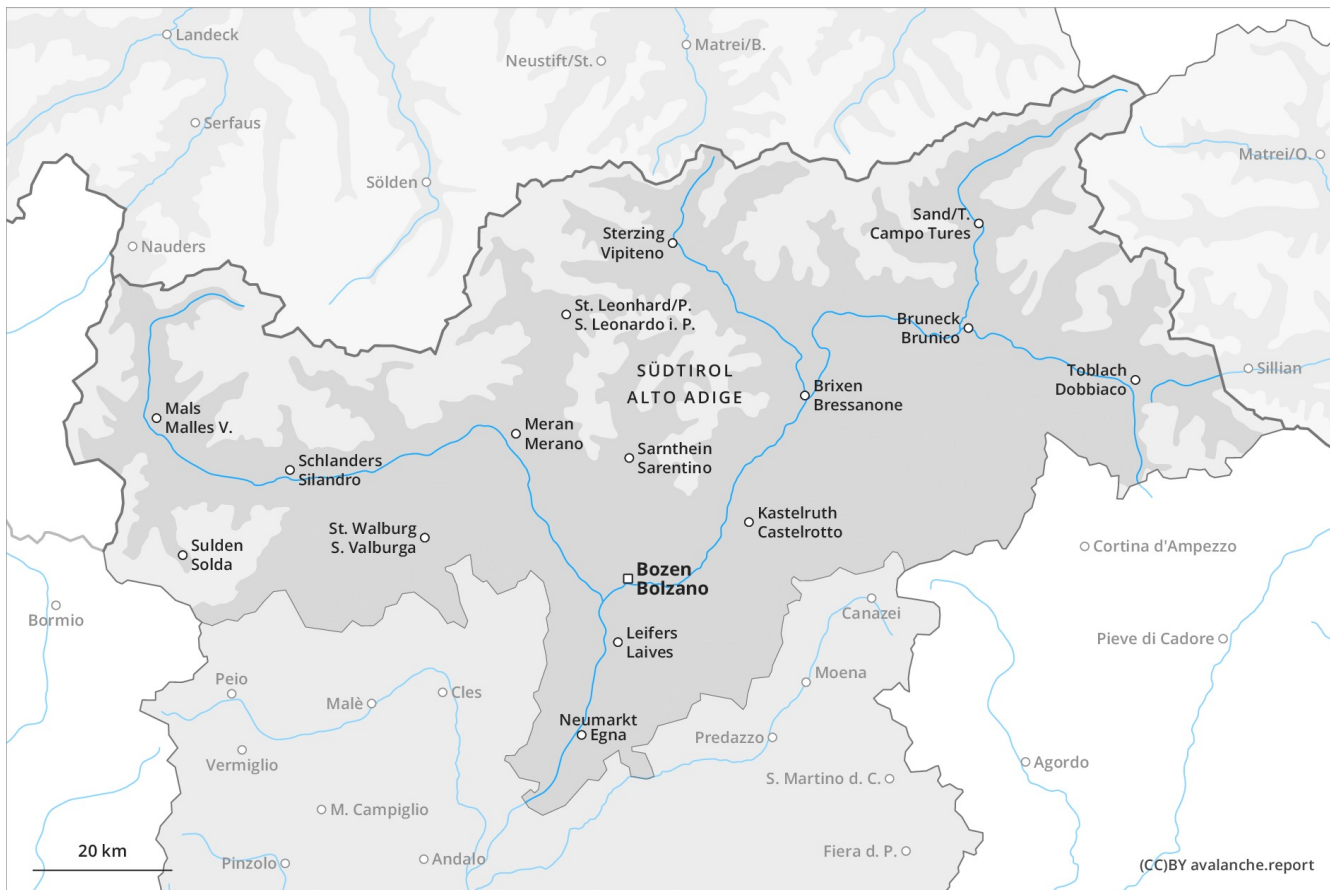 Landeck
Matrei/B.
Neustift/St.
Serfaus
Matrei/O.
Sölden
Sand/T.
Campo Tures
Sterzing
Vipiteno
Nauders
St. Leonhard/P.
S. Leonardo i. P.
Bruneck
Brunico
SÜDTIROL
ALTO ADIGE
Toblach
Dobbiaco
Sillian
Brixen
Bressanone
Mals
Malles V.
Meran
Merano
Sarnthein
Sarentino
Schlanders
Silandro
Kastelruth
Castelrotto
St. Walburg
S. Valburga
Sulden
Solda
Cortina d'Ampezzo
Bozen
Bolzano
Bormio
Canazei
Leifers
Laives
Pieve di Cadore
Peio
Moena
Malè
Cles
Neumarkt
Egna
Predazzo
Vermiglio
Agordo
S. Martino d. C.
M. Campiglio
20 km
Pinzolo
Andalo
Fiera d. P.
(CC)BY avalanche.report